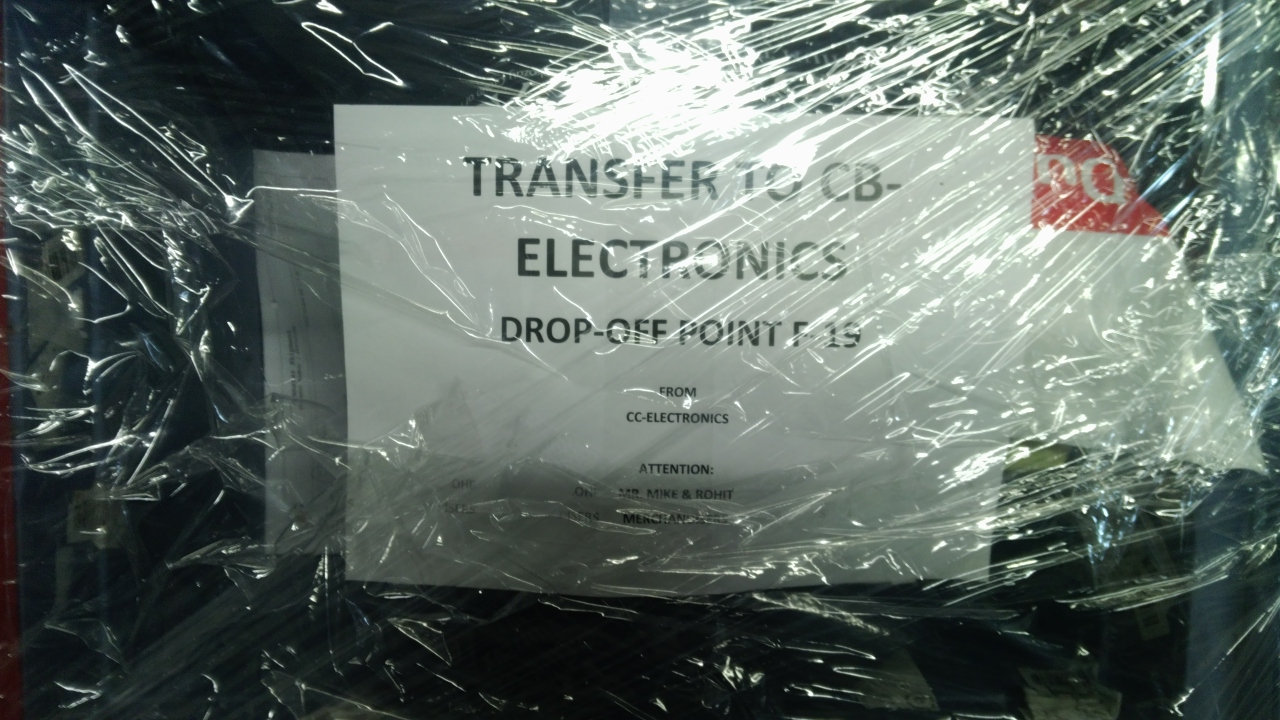 TRANSFER TO CB-
ELECTRONICS
DROP-OFF POINT F-19
FROM
CC-ELECTRONICS
ATTENTION:
MR. MIKE & ROHIT